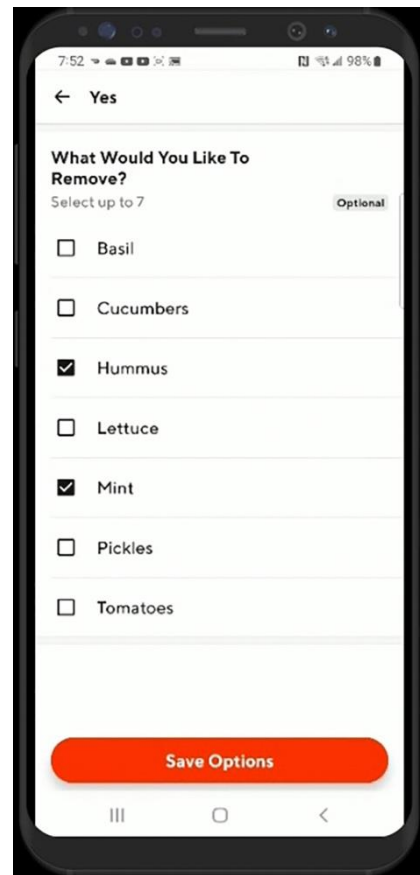 7:52
98%
Yes
What Would You Like To
Remove?
Select up to 7
Optional
Basil
Cucumbers
Hummus
Lettuce
Mint
Pickles
Tomatoes
Save Options